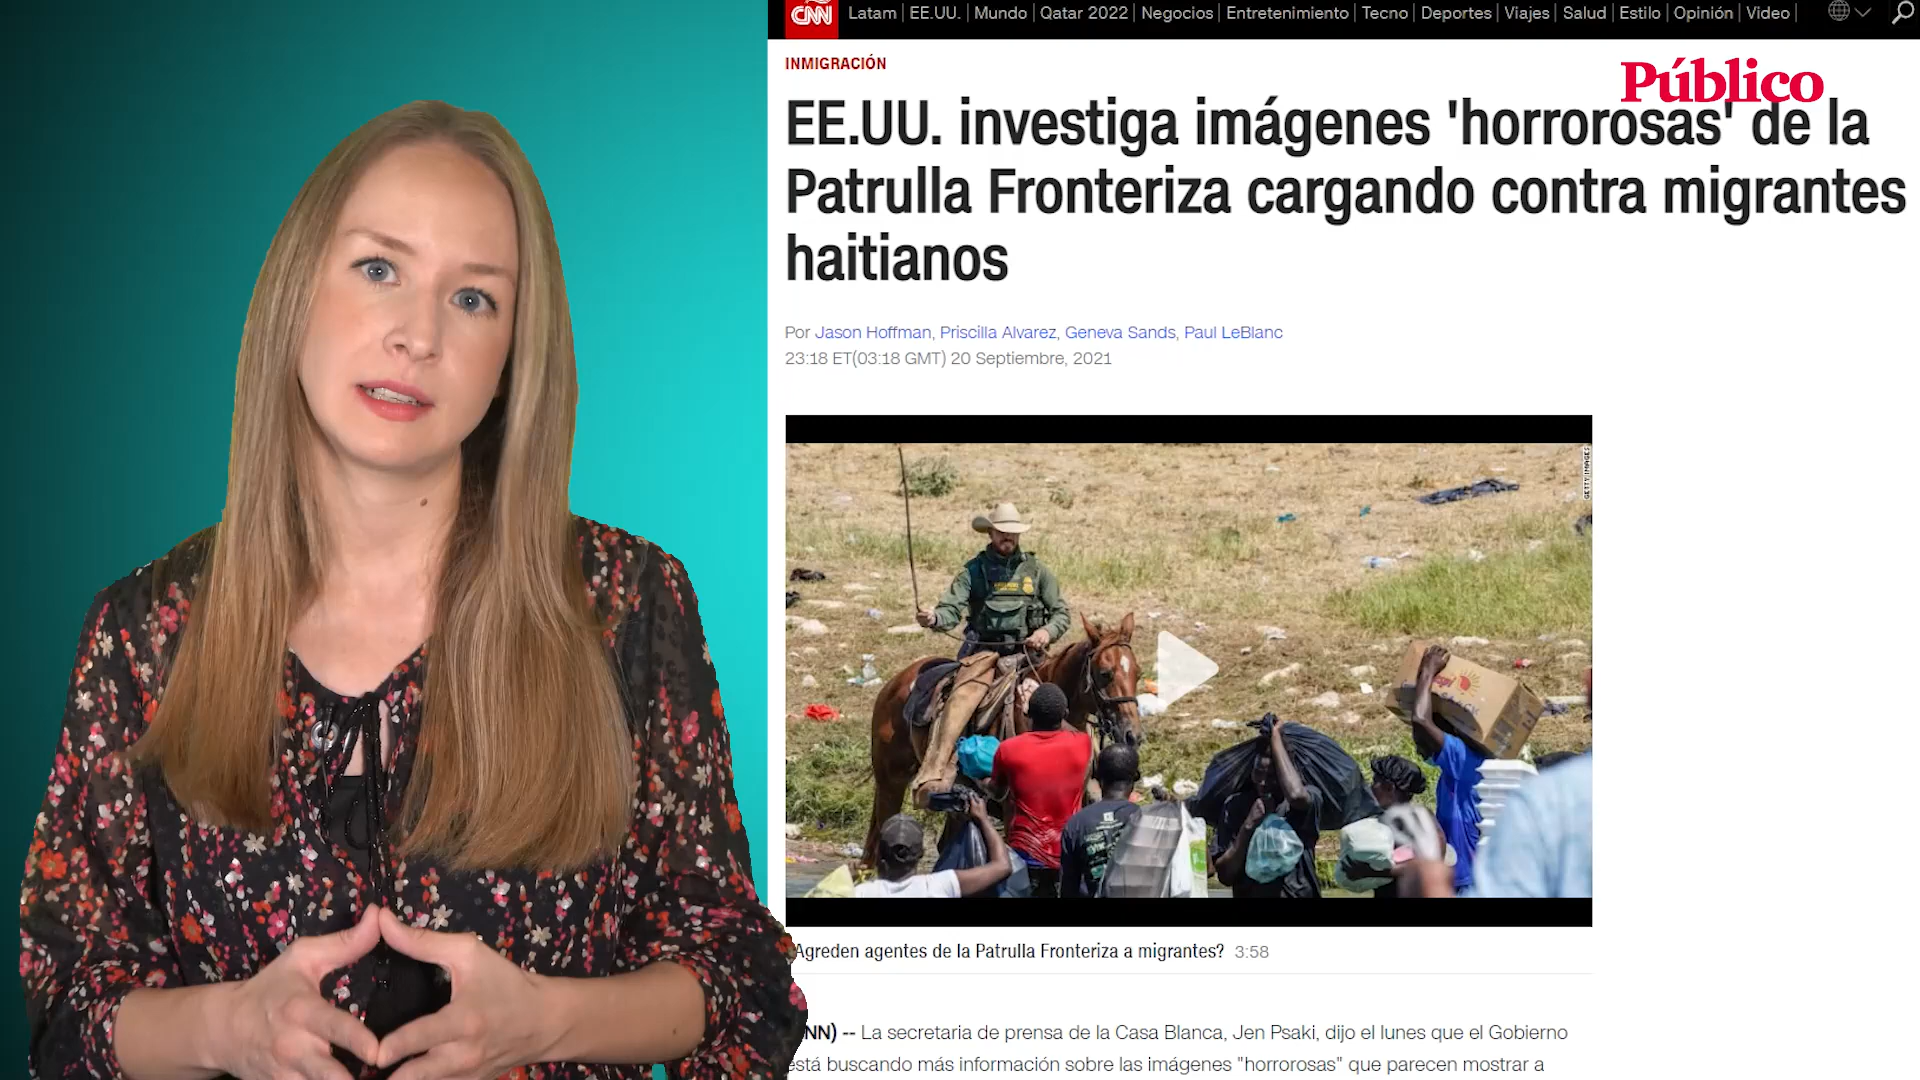 CNN
Latam | EE.UU. | Mundo | Qatar 2022 | Negocios | Entretenimiento | Tecno | Deportes | Viajes | Salud | Estilo | Opinión | Video |
INMIGRACIÓN
Público
EE.UU. investiga imágenes 'horrorosas' de la
Patrulla Fronteriza cargando contra migrantes
haitianos
Por Jason Hoffman, Priscilla Alvarez, Geneva Sands, Paul LeBlanc
23:18 ET(03:18 GMT) 20 Septiembre, 2021
GETTY IMAGES
Agreden agentes de la Patrulla Fronteriza a migrantes? 3:58
NN) -- La secretaria de prensa de la Casa Blanca, Jen Psaki, dijo el lunes que el Gobierno
está buscando más información sobre las imágenes "horrorosas" que parecen mostrar a